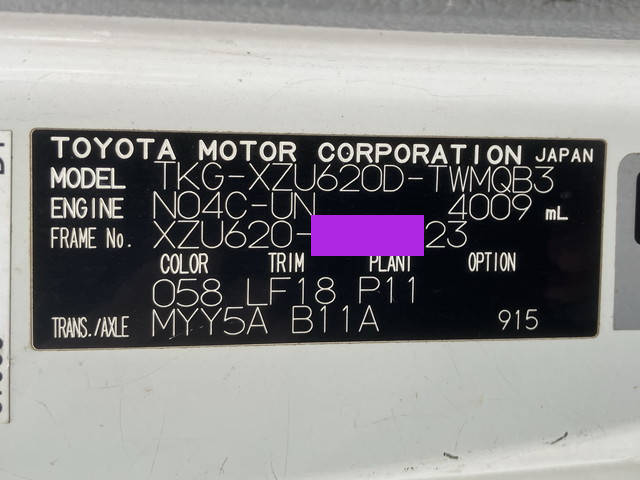 TOYOTA MOTOR CORPORATION JAPAN
MODEL TKG-XZU620D-TWMQB3
ENGINE N04C-UN 4009 mL
FRAME No. XZU620- 23
COLOR TRIM PLANT OPTION
058 LF18 P11
TRANS./AXLE MYY5A B11A 915